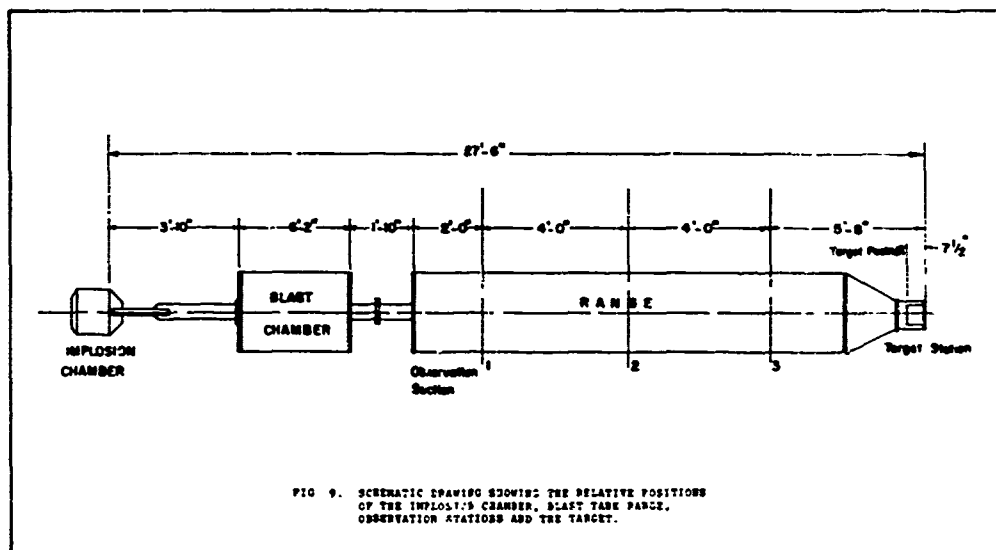 27'-6"
3'-10" 6'-2" 1'-10" 2'-0" 4'-0" 4'-0" 5'-8"
Target Position 7 1/2"
BLAST
CHAMBER
RANGE
IMPLOSION
CHAMBER
Observation
Section
1 2 3
Target Station
FIG 9. SCHEMATIC DRAWING SHOWING THE RELATIVE POSITIONS
OF THE IMPLOSION CHAMBER, BLAST TANK RANGE,
OBSERVATION STATIONS AND THE TARGET.